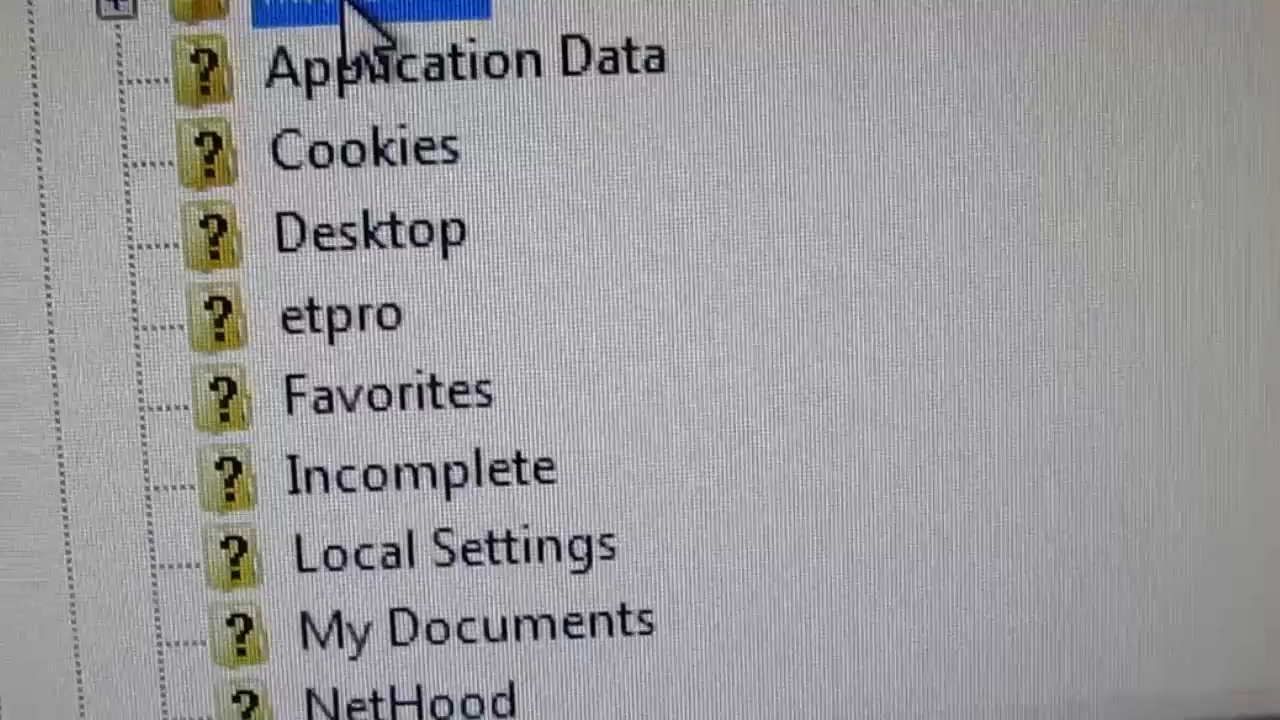 Application Data
Cookies
Desktop
etpro
Favorites
Incomplete
Local Settings
My Documents
NetHood